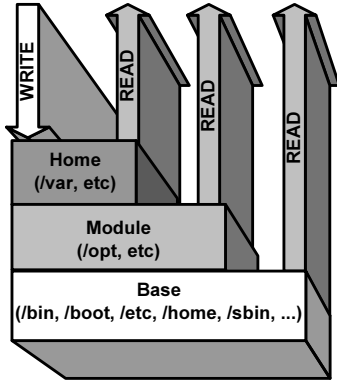 WRITE
READ
READ
READ
Home
(/var, etc)
Module
(/opt, etc)
Base
(/bin, /boot, /etc, /home, /sbin, ...)